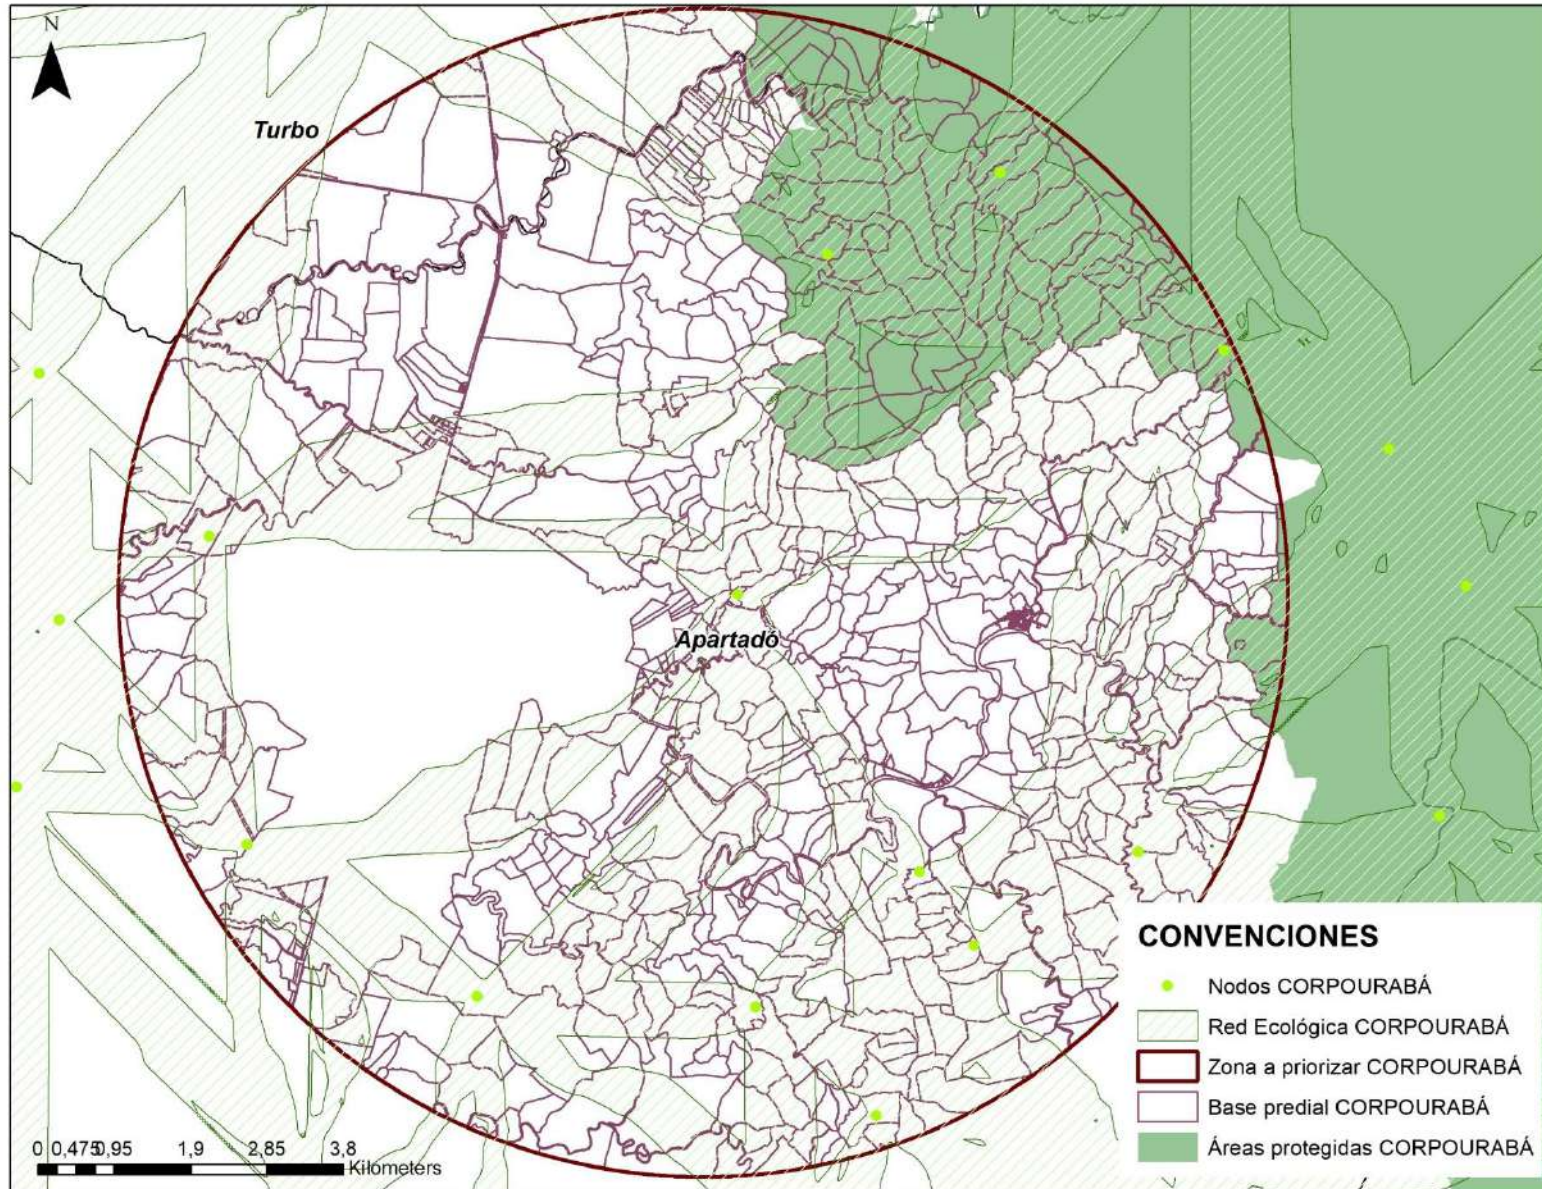 N
Turbo
Apartadó
CONVENCIONES
Nodos CORPOURABÁ
Red Ecológica CORPOURABÁ
Zona a priorizar CORPOURABÁ
Base predial CORPOURABÁ
Áreas protegidas CORPOURABÁ
0 0,475 0,95 1,9 2,85 3,8
Kilometers